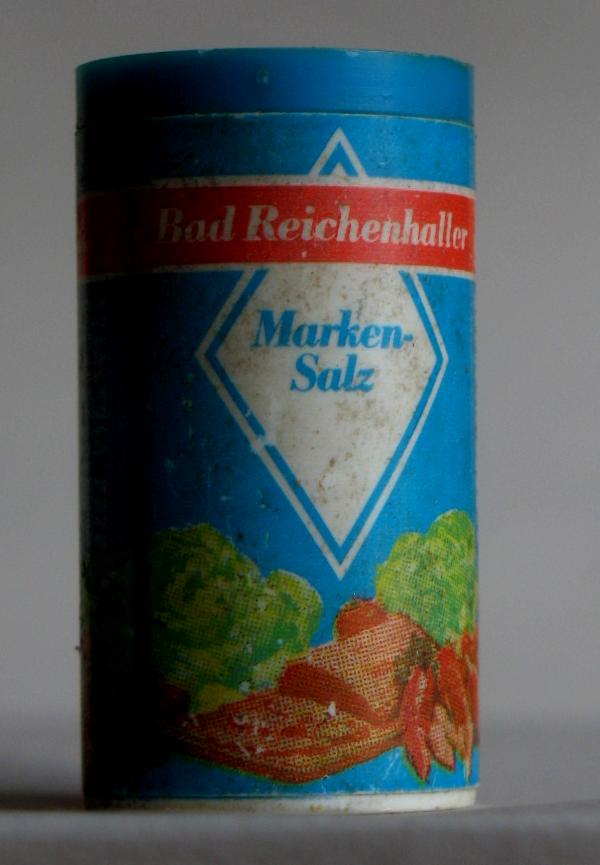 Bad Reichenhaller
Marken-
Salz